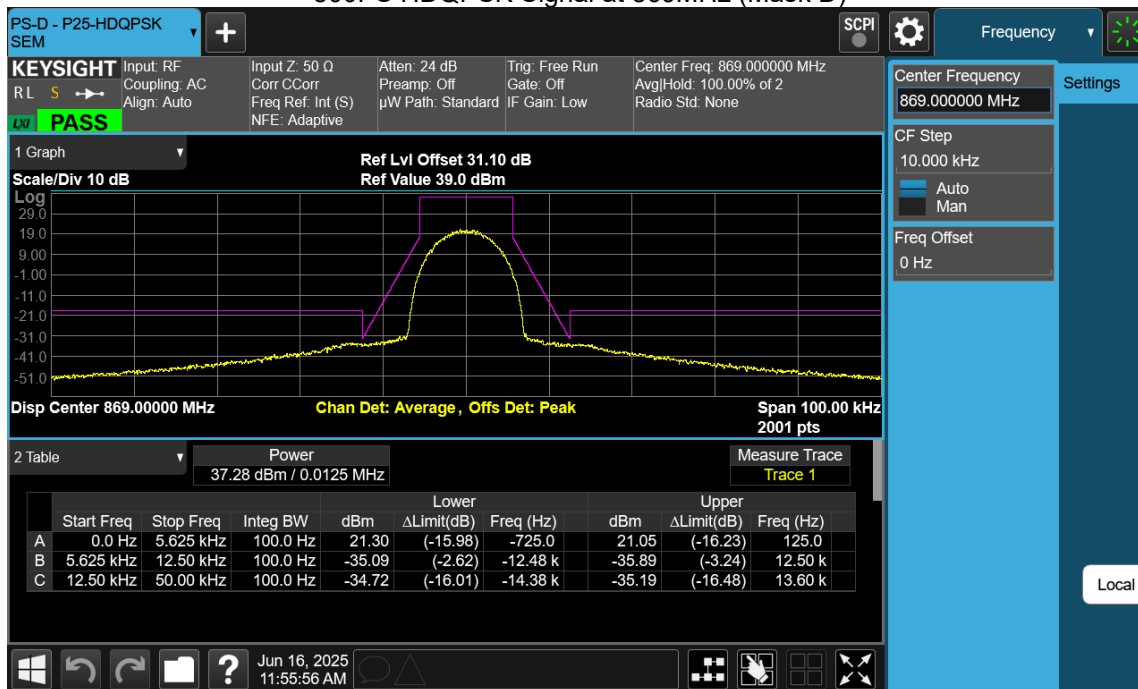 PS-D - P25-HDQPSK
SEM
SCPI
Frequency
KEYSIGHT
R L S
LXI PASS
Input: RF
Coupling: AC
Align: Auto
Input Z: 50 Ω
Corr CCorr
Freq Ref: Int (S)
NFE: Adaptive
Atten: 24 dB
Preamp: Off
µW Path: Standard
Trig: Free Run
Gate: Off
IF Gain: Low
Center Freq: 869.000000 MHz
Avg|Hold: 100.00% of 2
Radio Std: None
Center Frequency
869.000000 MHz
Settings
CF Step
10.000 kHz
Auto
Man
Freq Offset
0 Hz
1 Graph
Ref Lvl Offset 31.10 dB
Scale/Div 10 dB Ref Value 39.0 dBm
Log
29.0
19.0
9.00
-1.00
-11.0
-21.0
-31.0
-41.0
-51.0
Disp Center 869.00000 MHz Chan Det: Average , Offs Det: Peak Span 100.00 kHz
2001 pts
2 Table
Power
37.28 dBm / 0.0125 MHz
Measure Trace
Trace 1
Lower Upper
Start Freq Stop Freq Integ BW dBm ΔLimit(dB) Freq (Hz) dBm ΔLimit(dB) Freq (Hz)
A 0.0 Hz 5.625 kHz 100.0 Hz 21.30 (-15.98) -725.0 21.05 (-16.23) 125.0
B 5.625 kHz 12.50 kHz 100.0 Hz -35.09 (-2.62) -12.48 k -35.89 (-3.24) 12.50 k
C 12.50 kHz 50.00 kHz 100.0 Hz -34.72 (-16.01) -14.38 k -35.19 (-16.48) 13.60 k
Local
?
Jun 16, 2025
11:55:56 AM